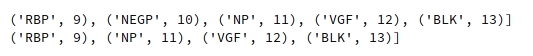 ('RBP', 9), ('NEGP', 10), ('NP', 11), ('VGF', 12), ('BLK', 13)]
('RBP', 9), ('NP', 11), ('VGF', 12), ('BLK', 13)]